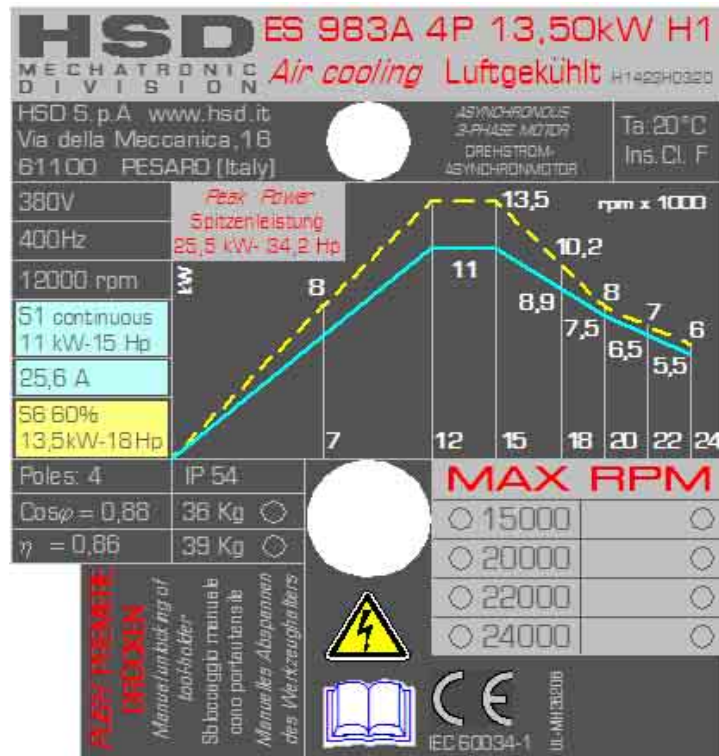 HSD
MECHATRONIC
DIVISION
ES 983A 4P 13,50kW H1
Air cooling Luftgekühlt H1429H0320
HSD S.p.A www.hsd.it
Via della Meccanica,16
61100 PESARO (Italy)
ASYNCHRONOUS
3-PHASE MOTOR
DREHSTROM-
ASYNCHRONMOTOR
Ta.20°C
Ins.Cl. F
380V
400Hz
12000 rpm
S1 continuous
11 kW-15 Hp
25,6 A
S6 60%
13,5kW-18Hp
Peak Power
Spitzenleistung
25,5 kW- 34,2 Hp
kW
rpm x 1000
13,5
10,2
8
8
7
6
11
8,9
7,5
6,5
5,5
7 12 15 18 20 22 24
Poles: 4 IP 54
Cosφ = 0,88 36 Kg
η = 0,86 39 Kg
MAX RPM
15000
20000
22000
24000
PUSH PREMERE
DRÜCKEN
Manual unlocking of
tool-holder
Sbloccaggio manuale
cono portautensile
Manuelles Abspannen
des Werkzeughalters
CE
IEC 60034-1